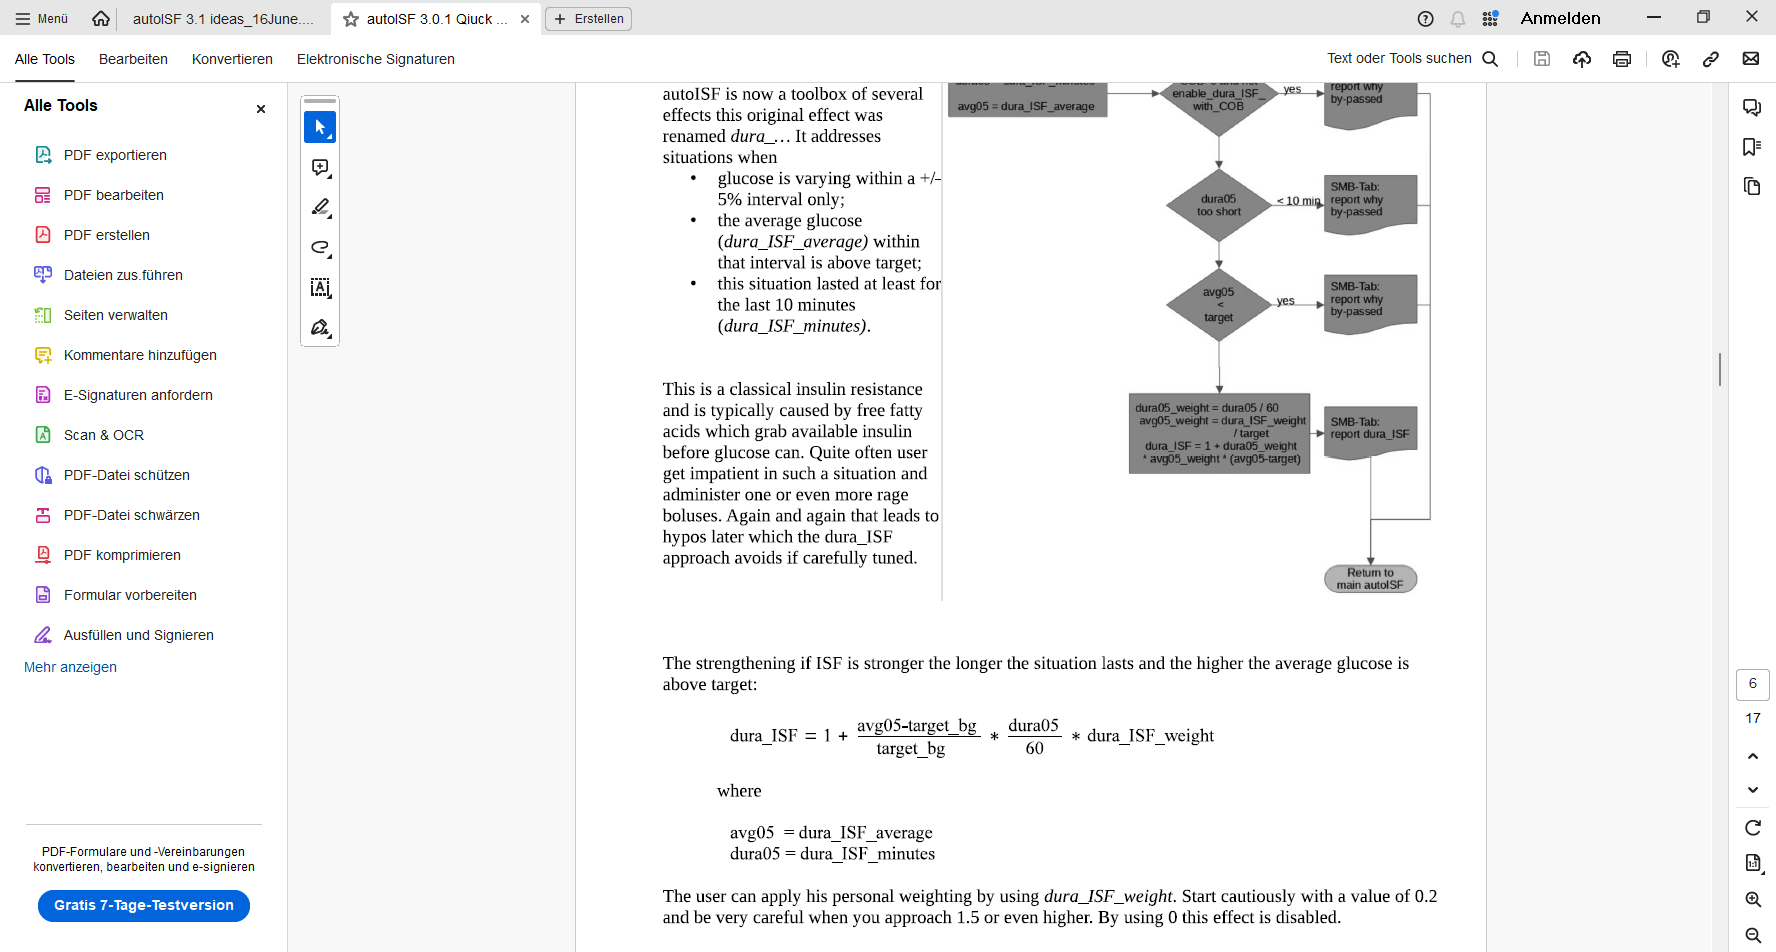 Menü
autoISF 3.1 ideas_16June....
autoISF 3.0.1 Qiuck ...
Erstellen
Anmelden
Alle Tools
Bearbeiten
Konvertieren
Elektronische Signaturen
Text oder Tools suchen
Alle Tools
PDF exportieren
PDF bearbeiten
PDF erstellen
Dateien zus.führen
Seiten verwalten
Kommentare hinzufügen
E-Signaturen anfordern
Scan & OCR
PDF-Datei schützen
PDF-Datei schwärzen
PDF komprimieren
Formular vorbereiten
Ausfüllen und Signieren
Mehr anzeigen
PDF-Formulare und -Vereinbarungen
konvertieren, bearbeiten und e-signieren
Gratis 7-Tage-Testversion
autoISF is now a toolbox of several
effects this original effect was
renamed dura_… It addresses
situations when
• glucose is varying within a +/-
5% interval only;
• the average glucose
(dura_ISF_average) within
that interval is above target;
• this situation lasted at least for
the last 10 minutes
(dura_ISF_minutes).
This is a classical insulin resistance
and is typically caused by free fatty
acids which grab available insulin
before glucose can. Quite often user
get impatient in such a situation and
administer one or even more rage
boluses. Again and again that leads to
hypos later which the dura_ISF
approach avoids if carefully tuned.
avg05 = dura_ISF_average
enable_dura_ISF_
with_COB
yes
report why
by-passed
dura05
too short
< 10 min
SMB-Tab:
report why
by-passed
avg05
<
target
yes
SMB-Tab:
report why
by-passed
dura05_weight = dura05 / 60
avg05_weight = dura_ISF_weight
/ target
dura_ISF = 1 + dura05_weight
* avg05_weight * (avg05-target)
SMB-Tab:
report dura_ISF
Return to
main autoISF
The strengthening if ISF is stronger the longer the situation lasts and the higher the average glucose is
above target:
dura_ISF = 1 + avg05-target_bg / target_bg * dura05 / 60 * dura_ISF_weight
where
avg05 = dura_ISF_average
dura05 = dura_ISF_minutes
The user can apply his personal weighting by using dura_ISF_weight. Start cautiously with a value of 0.2
and be very careful when you approach 1.5 or even higher. By using 0 this effect is disabled.
6
17